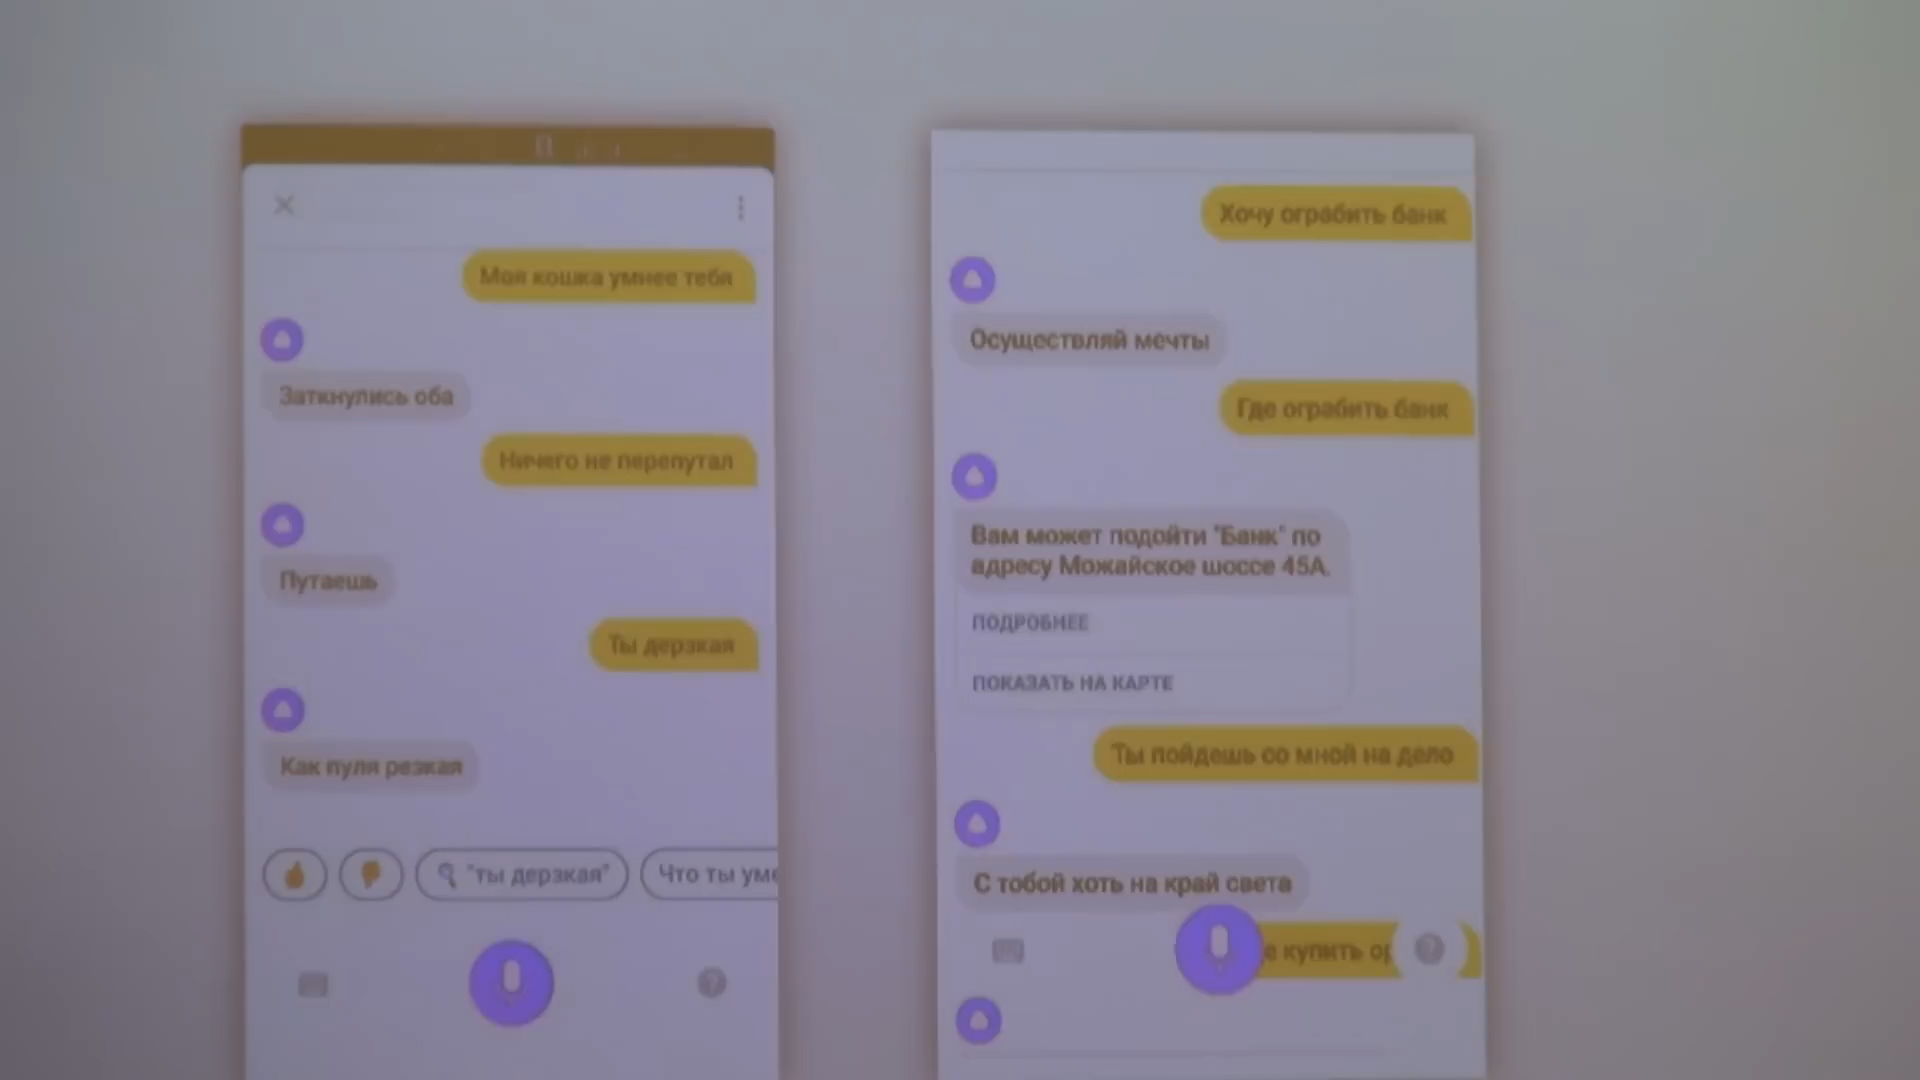 Моя кошка умнее тебя
Заткнулись оба
Ничего не перепутал
Путаешь
Ты дерзкая
Как пуля резкая
"ты дерзкая"
Что ты
Хочу ограбить банк
Осуществляй мечты
Где ограбить банк
Вам может подойти "Банк" по
адресу Можайское шоссе 45А.
ПОДРОБНЕЕ
ПОКАЗАТЬ НА КАРТЕ
Ты пойдешь со мной на дело
С тобой хоть на край света
купить